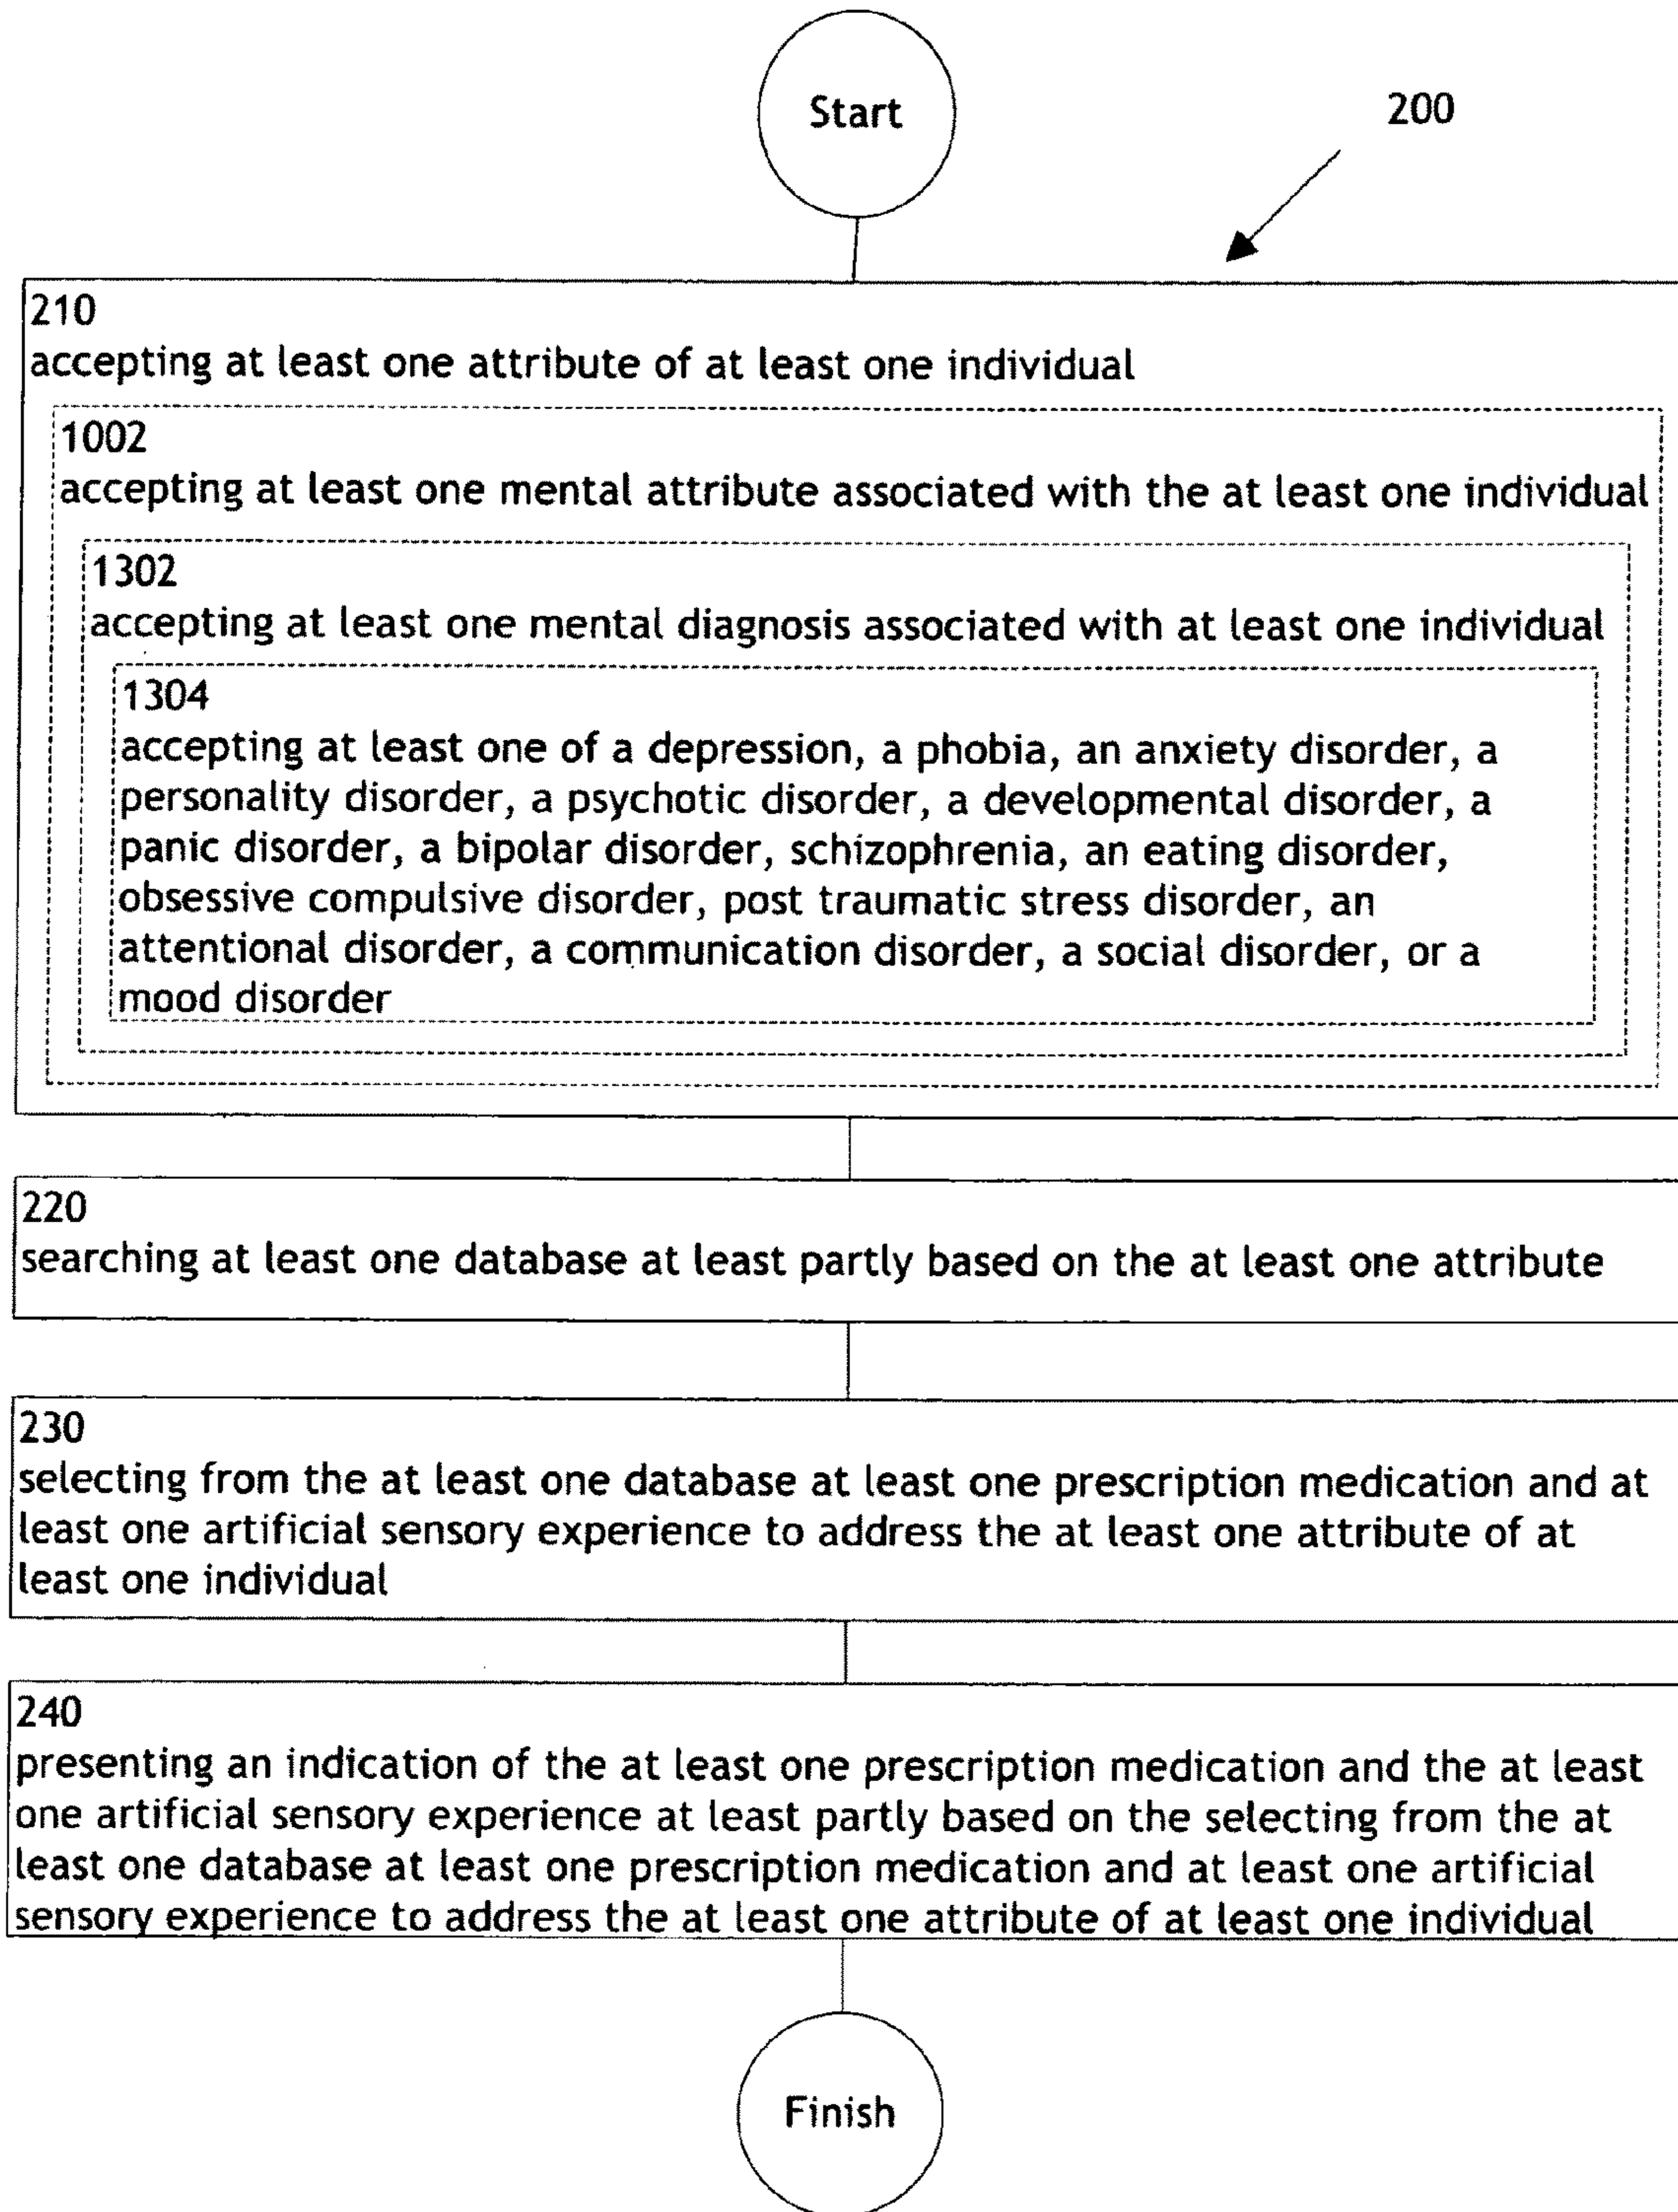 Start
200
210
accepting at least one attribute of at least one individual
1002
accepting at least one mental attribute associated with the at least one individual
1302
accepting at least one mental diagnosis associated with at least one individual
1304
accepting at least one of a depression, a phobia, an anxiety disorder, a
personality disorder, a psychotic disorder, a developmental disorder, a
panic disorder, a bipolar disorder, schizophrenia, an eating disorder,
obsessive compulsive disorder, post traumatic stress disorder, an
attentional disorder, a communication disorder, a social disorder, or a
mood disorder
220
searching at least one database at least partly based on the at least one attribute
230
selecting from the at least one database at least one prescription medication and at
least one artificial sensory experience to address the at least one attribute of at
least one individual
240
presenting an indication of the at least one prescription medication and the at least
one artificial sensory experience at least partly based on the selecting from the at
least one database at least one prescription medication and at least one artificial
sensory experience to address the at least one attribute of at least one individual
Finish